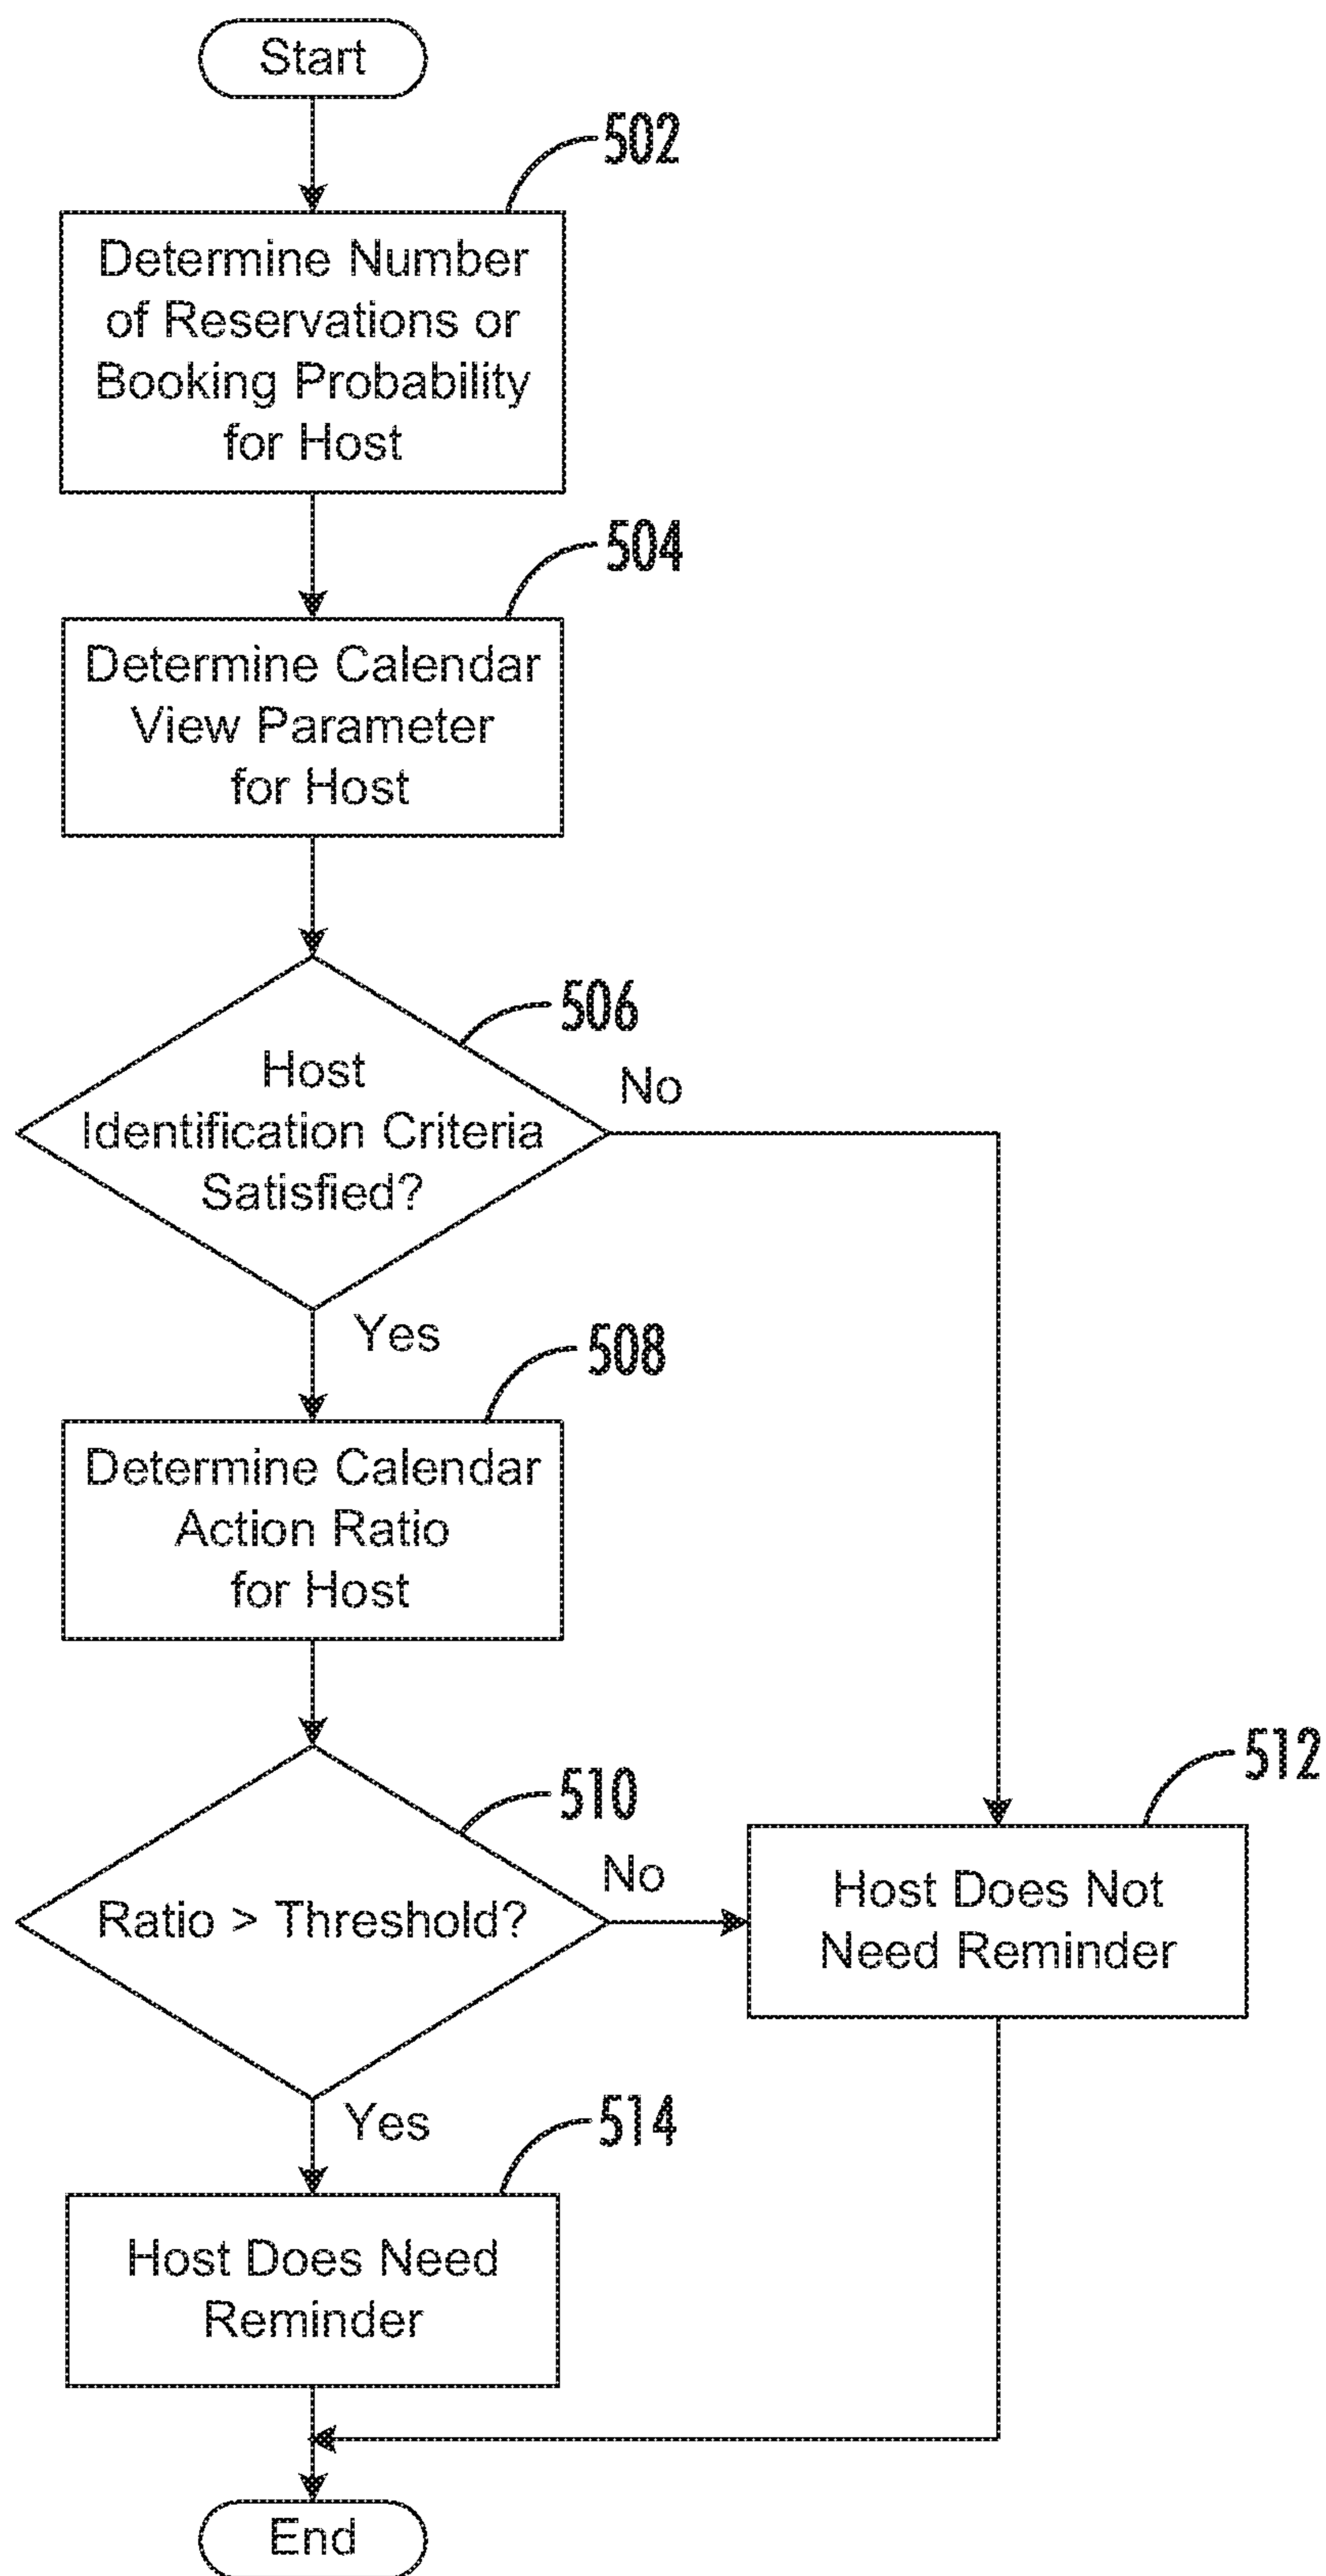 Start
502
Determine Number
of Reservations or
Booking Probability
for Host
504
Determine Calendar
View Parameter
for Host
506
Host
Identification Criteria
Satisfied?
No
Yes
508
Determine Calendar
Action Ratio
for Host
510
Ratio > Threshold?
No
512
Host Does Not
Need Reminder
Yes
514
Host Does Need
Reminder
End